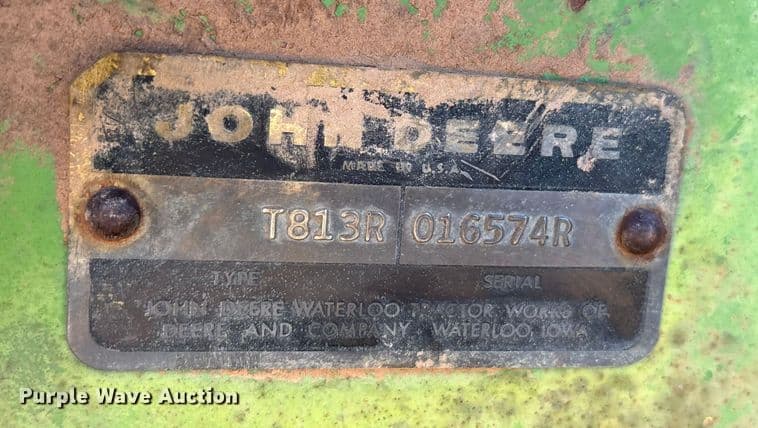 JOHN DEERE
MADE IN U.S.A.
T813R 016574R
TYPE SERIAL
JOHN DEERE WATERLOO TRACTOR WORKS OF
DEERE AND COMPANY WATERLOO, IOWA
Purple Wave Auction